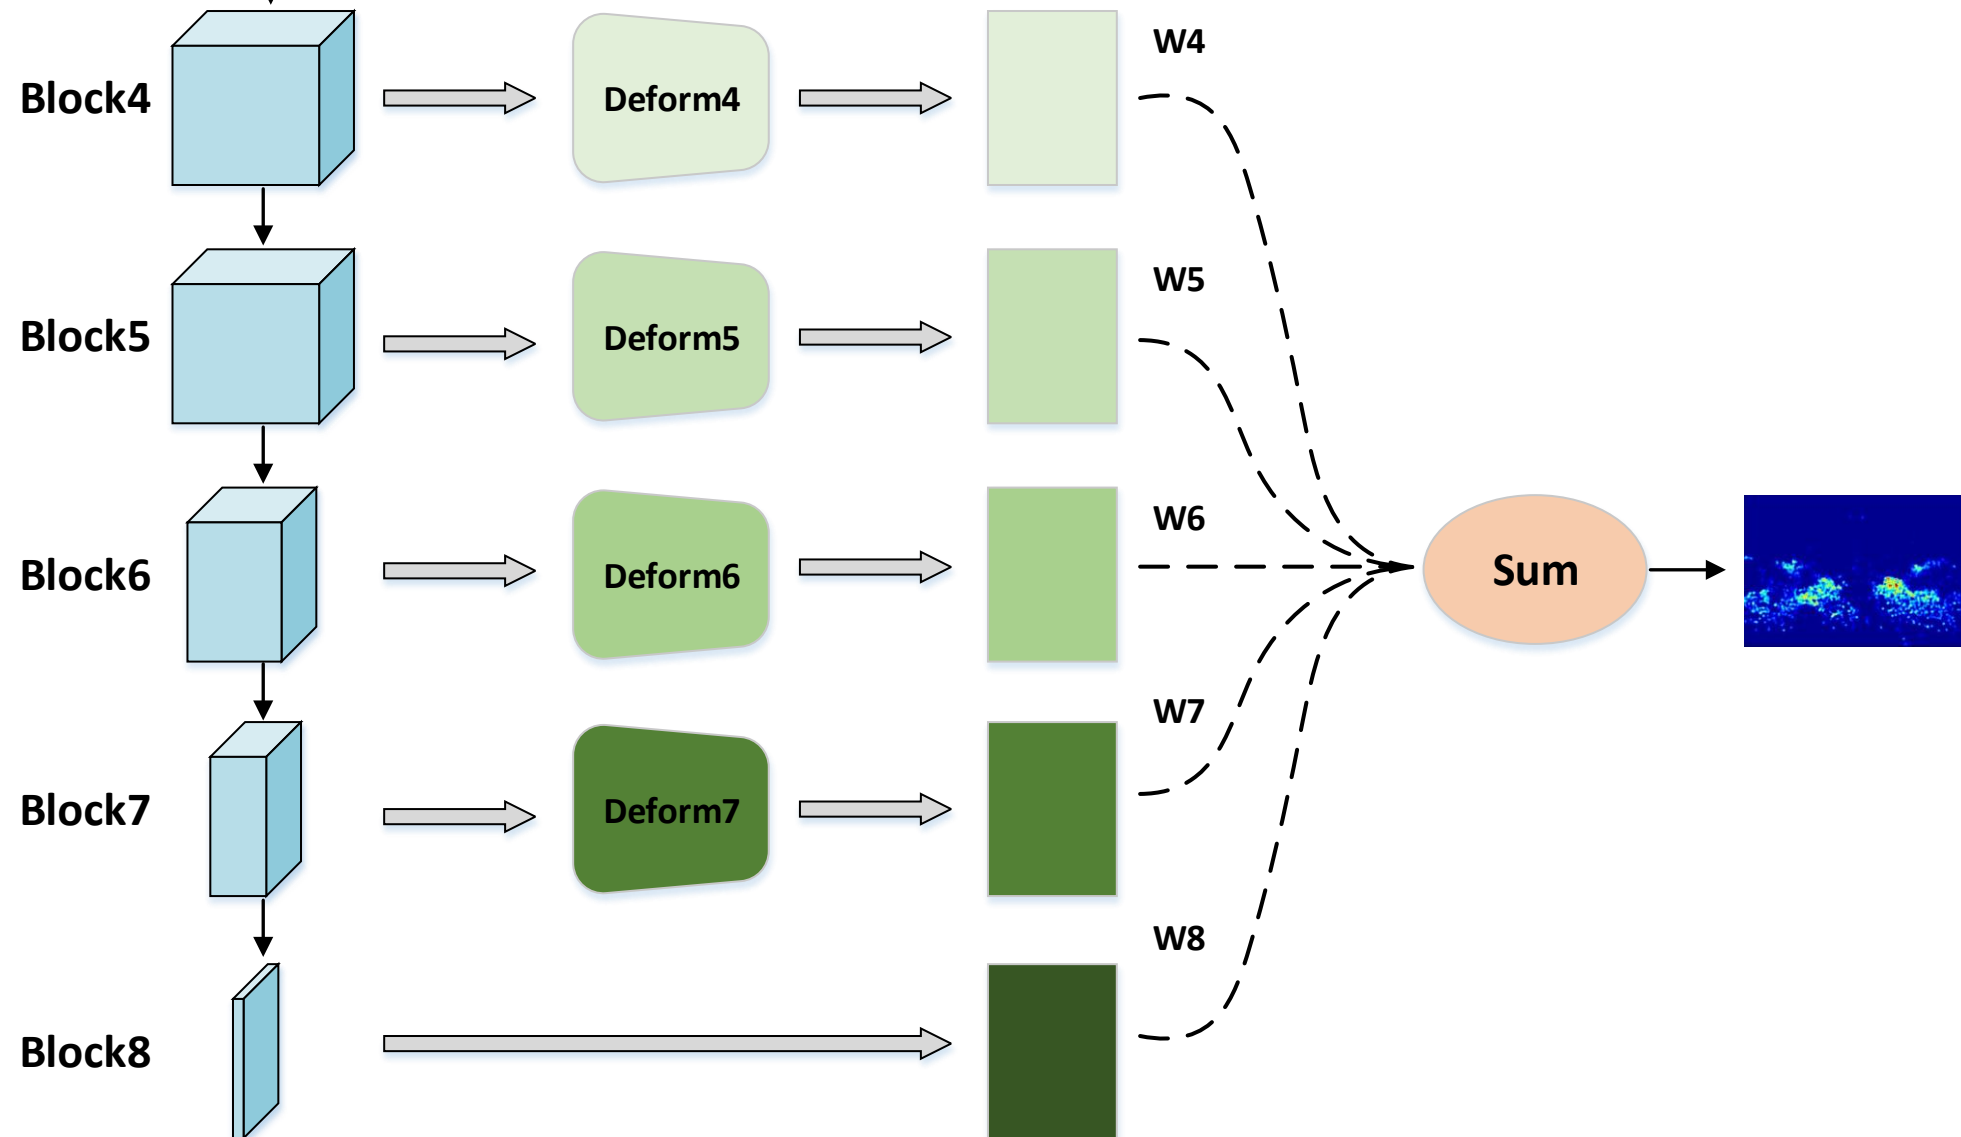 Block4
Deform4
W4
Block5
Deform5
W5
Block6
Deform6
W6
Sum
Block7
Deform7
W7
Block8
W8